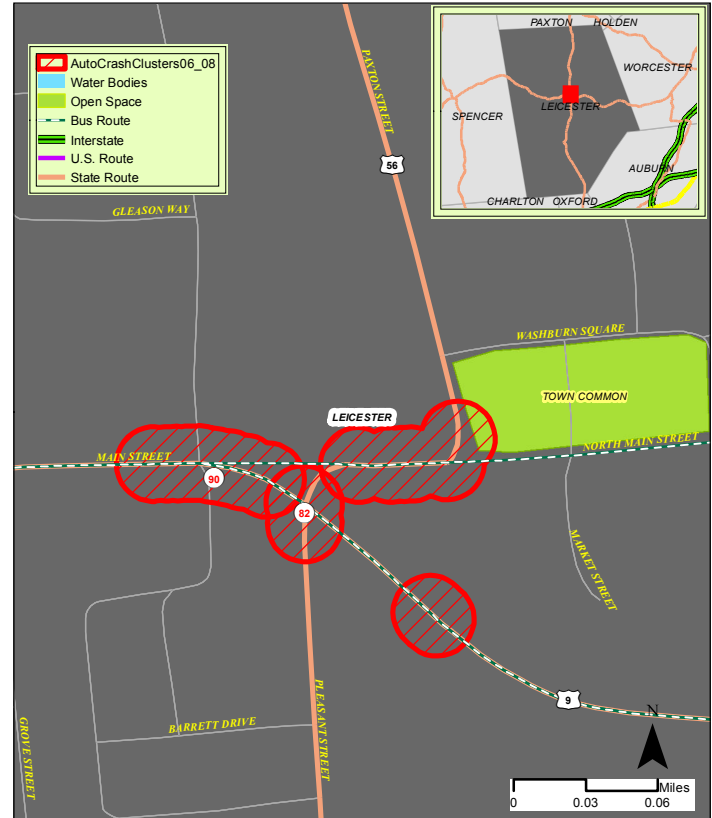 AutoCrashClusters06_08
Water Bodies
Open Space
Bus Route
Interstate
U.S. Route
State Route
PAXTON HOLDEN
WORCESTER
LEICESTER
SPENCER
AUBURN
CHARLTON OXFORD
PAXTON STREET
56
GLEASON WAY
WASHBURN SQUARE
TOWN COMMON
LEICESTER
NORTH MAIN STREET
MAIN STREET
90
82
MARKET STREET
9
PLEASANT STREET
BARRETT DRIVE
GROVE STREET
N
Miles
0 0.03 0.06